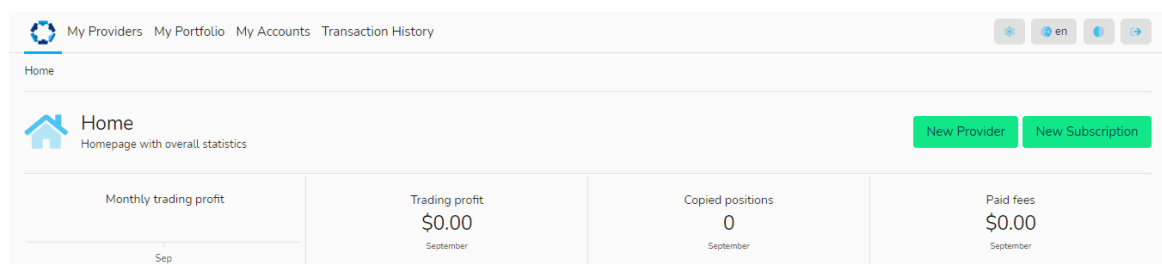 My Providers My Portfolio My Accounts Transaction History en
Home
Home
Homepage with overall statistics
New Provider New Subscription
Monthly trading profit
Sep
Trading profit
$0.00
September
Copied positions
0
September
Paid fees
$0.00
September